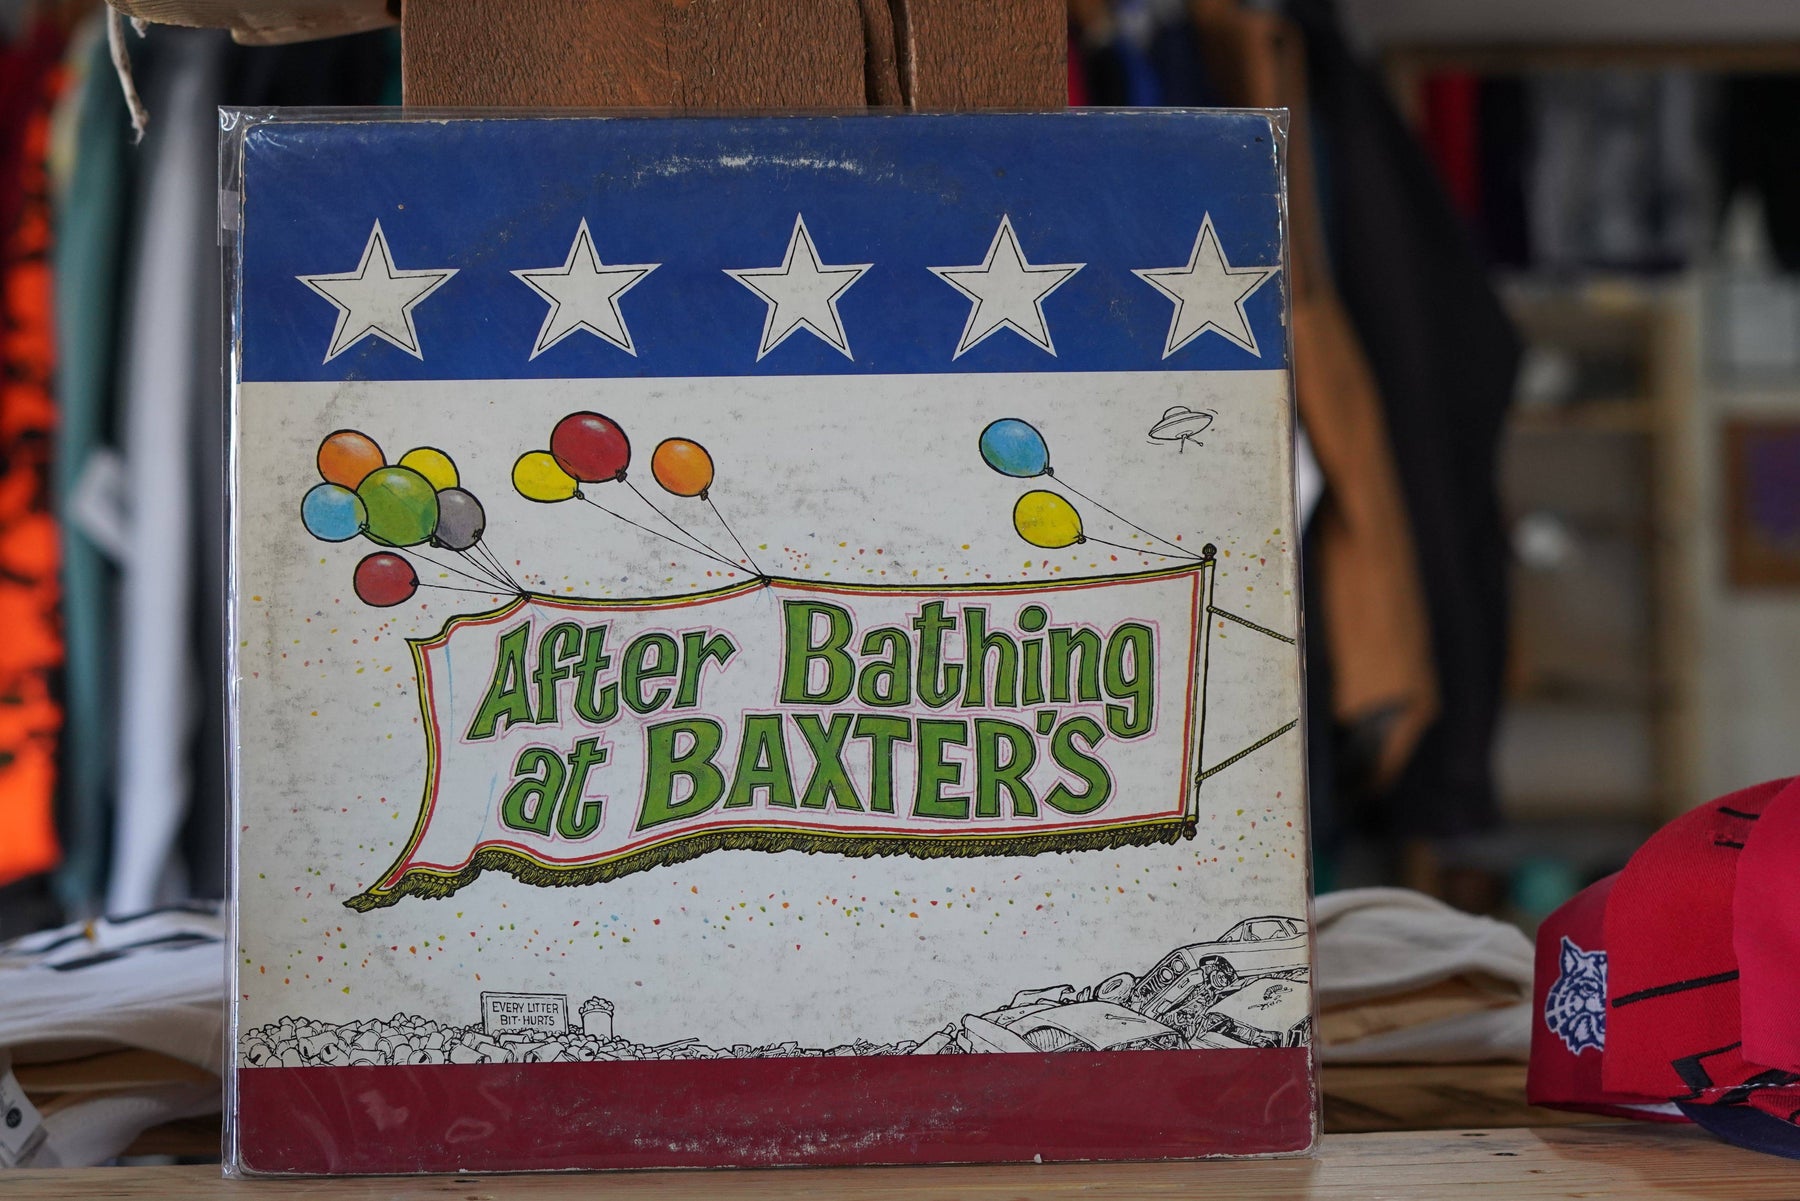 After Bathing
at BAXTER'S
EVERY LITTER
BIT-HURTS